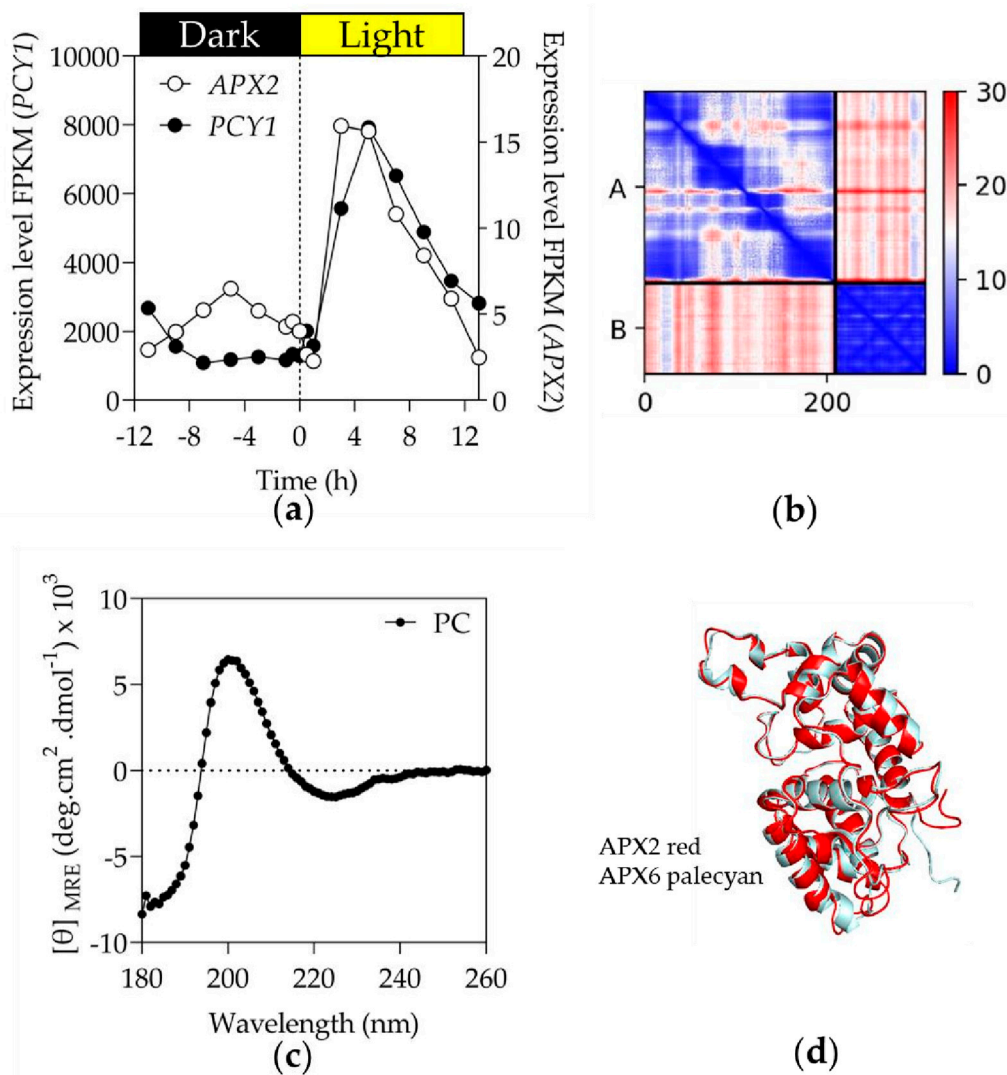 Dark Light
Expression level FPKM (PCY1)
10000
8000
6000
4000
2000
0
APX2
PCY1
20
15
10
5
0
Expression level FPKM (APX2)
-12 -8 -4 0 4 8 12
Time (h)
(a)
A
B
0 200
30
20
10
0
(b)
[θ] MRE (deg.cm² .dmol⁻¹) x 10³
10
5
0
-5
-10
PC
180 200 220 240 260
Wavelength (nm)
(c)
APX2 red
APX6 palecyan
(d)